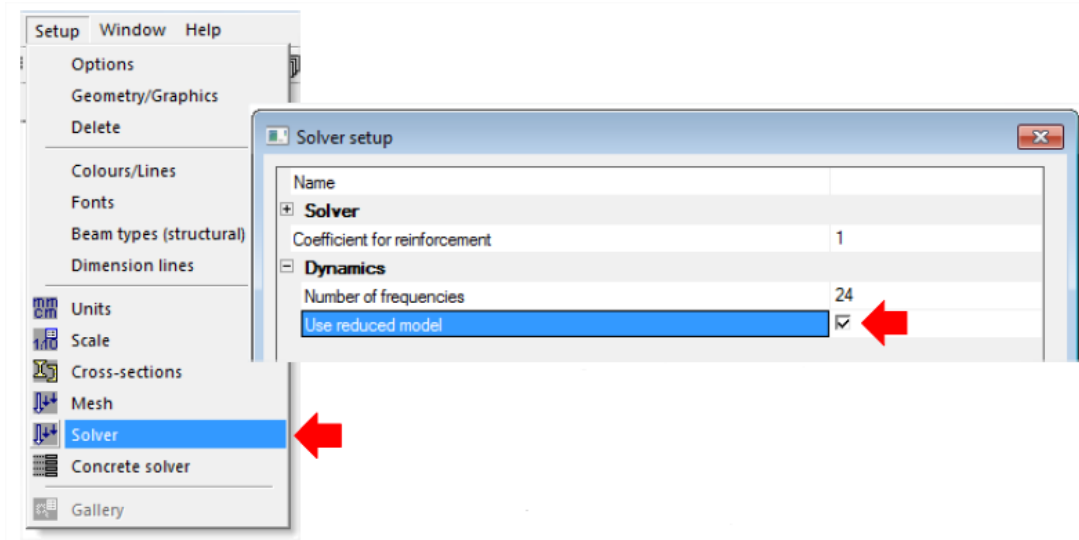 Setup Window Help
Options
Geometry/Graphics
Delete
Colours/Lines
Fonts
Beam types (structural)
Dimension lines
Units
Scale
Cross-sections
Mesh
Solver
Concrete solver
Gallery
Solver setup
Name
Solver
Coefficient for reinforcement 1
Dynamics
Number of frequencies 24
Use reduced model